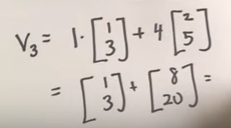 V₃ = 1·[1 3] + 4[2 5]
= [1 3] + [8 20] =